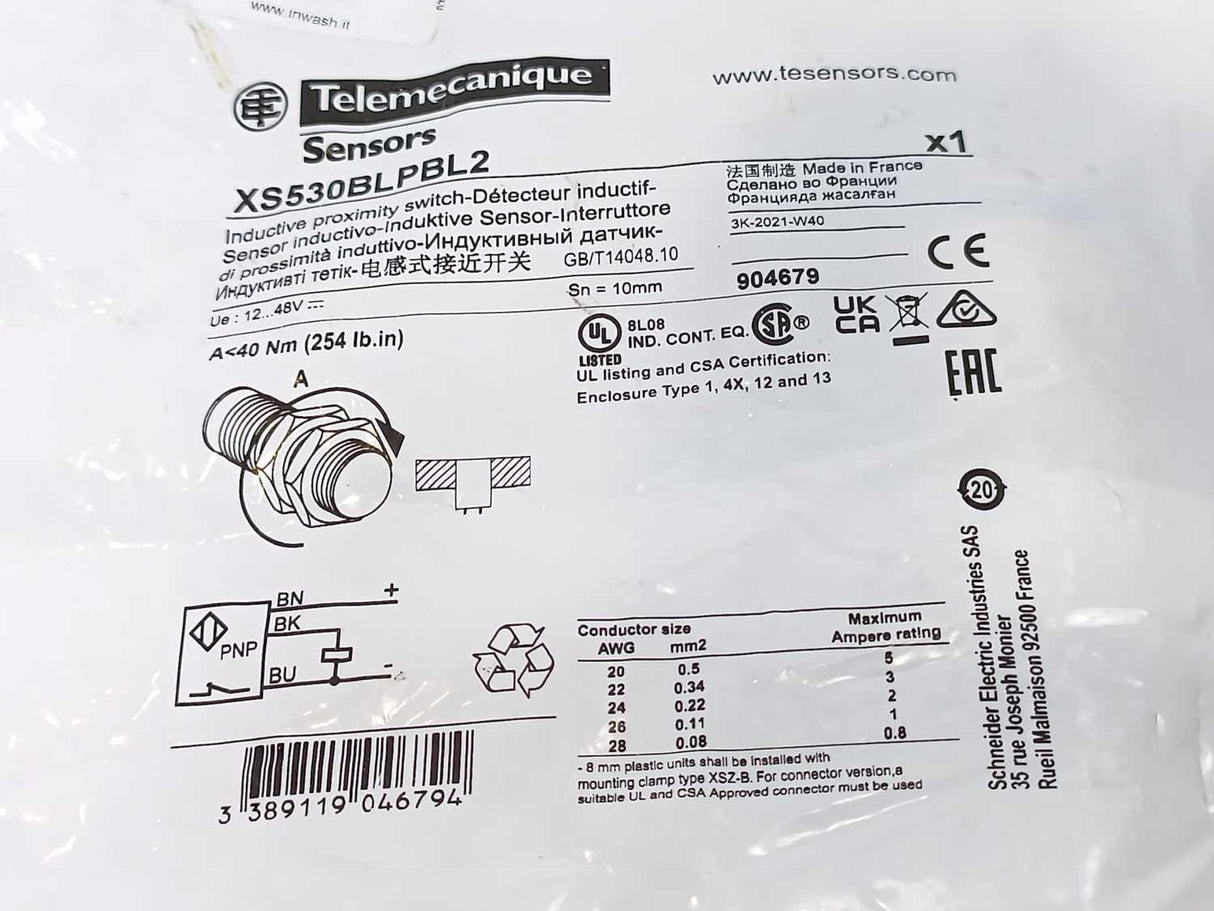 www.inwash.it
Telemecanique
Sensors
www.tesensors.com
XS530BLPBL2
x1
Inductive proximity switch-Détecteur inductif-
Sensor inductivo-Induktive Sensor-Interruttore
di prossimità induttivo-Индуктивный датчик-
Индуктивті тетік-电感式接近开关 GB/T14048.10
法国制造 Made in France
Сделано во Франции
Францияда жасалған
3K-2021-W40
CE
904679
Ue : 12...48V
Sn = 10mm
A<40 Nm (254 lb.in)
UL
LISTED
8L08
IND. CONT. EQ.
SA®
UK
CA
EAC
UL listing and CSA Certification:
Enclosure Type 1, 4X, 12 and 13
A
20
BN +
BK
PNP
BU -
Conductor size Maximum
AWG mm2 Ampere rating
20 0.5 5
22 0.34 3
24 0.22 2
26 0.11 1
28 0.08 0.8
- 8 mm plastic units shall be installed with
mounting clamp type XSZ-B. For connector version,a
suitable UL and CSA Approved connector must be used
3 389119 046794
Schneider Electric Industries SAS
35 rue Joseph Monier
Rueil Malmaison 92500 France